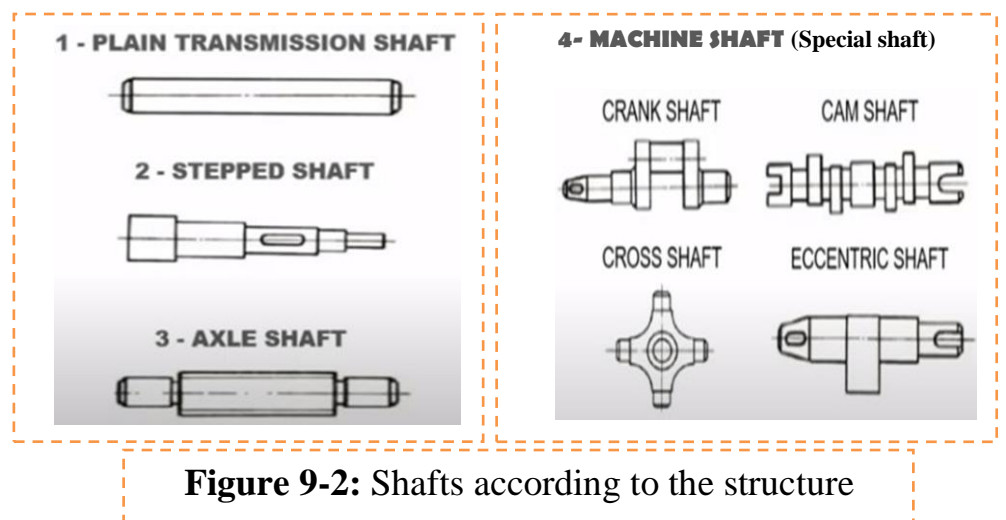 1 - PLAIN TRANSMISSION SHAFT
2 - STEPPED SHAFT
3 - AXLE SHAFT
4- MACHINE SHAFT (Special shaft)
CRANK SHAFT
CAM SHAFT
CROSS SHAFT
ECCENTRIC SHAFT
Figure 9-2: Shafts according to the structure